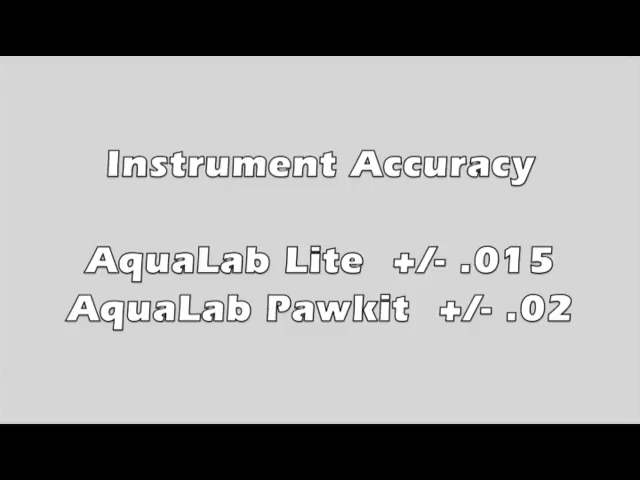 Instrument Accuracy
AquaLab Lite +/- .015
AquaLab Pawkit +/- .02